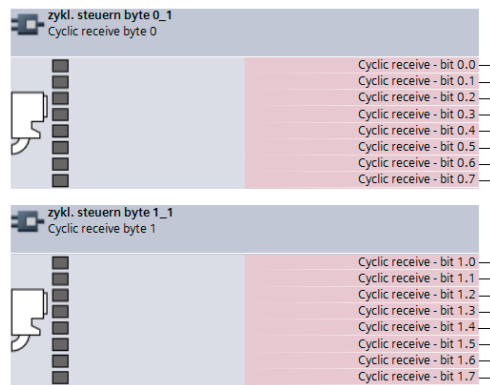 zykl. steuern byte 0_1
Cyclic receive byte 0
Cyclic receive - bit 0.0
Cyclic receive - bit 0.1
Cyclic receive - bit 0.2
Cyclic receive - bit 0.3
Cyclic receive - bit 0.4
Cyclic receive - bit 0.5
Cyclic receive - bit 0.6
Cyclic receive - bit 0.7
zykl. steuern byte 1_1
Cyclic receive byte 1
Cyclic receive - bit 1.0
Cyclic receive - bit 1.1
Cyclic receive - bit 1.2
Cyclic receive - bit 1.3
Cyclic receive - bit 1.4
Cyclic receive - bit 1.5
Cyclic receive - bit 1.6
Cyclic receive - bit 1.7